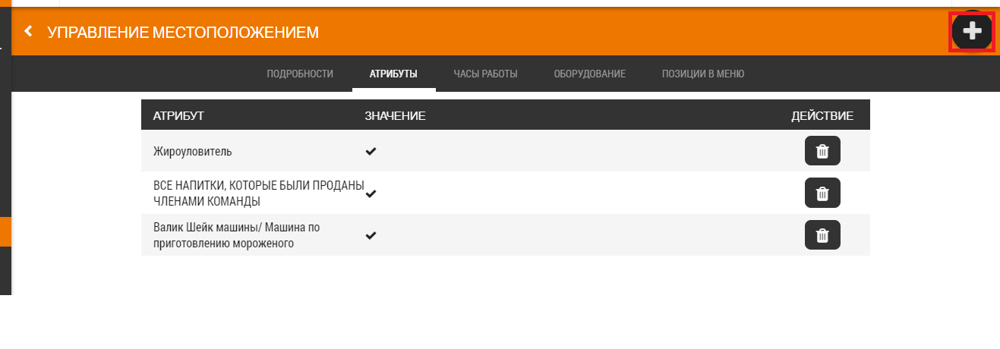 УПРАВЛЕНИЕ МЕСТОПОЛОЖЕНИЕМ
ПОДРОБНОСТИ АТРИБУТЫ ЧАСЫ РАБОТЫ ОБОРУДОВАНИЕ ПОЗИЦИИ В МЕНЮ
АТРИБУТ ЗНАЧЕНИЕ ДЕЙСТВИЕ
Жироуловитель
ВСЕ НАПИТКИ, КОТОРЫЕ БЫЛИ ПРОДАНЫ
ЧЛЕНАМИ КОМАНДЫ
Валик Шейк машины/ Машина по
приготовлению мороженого